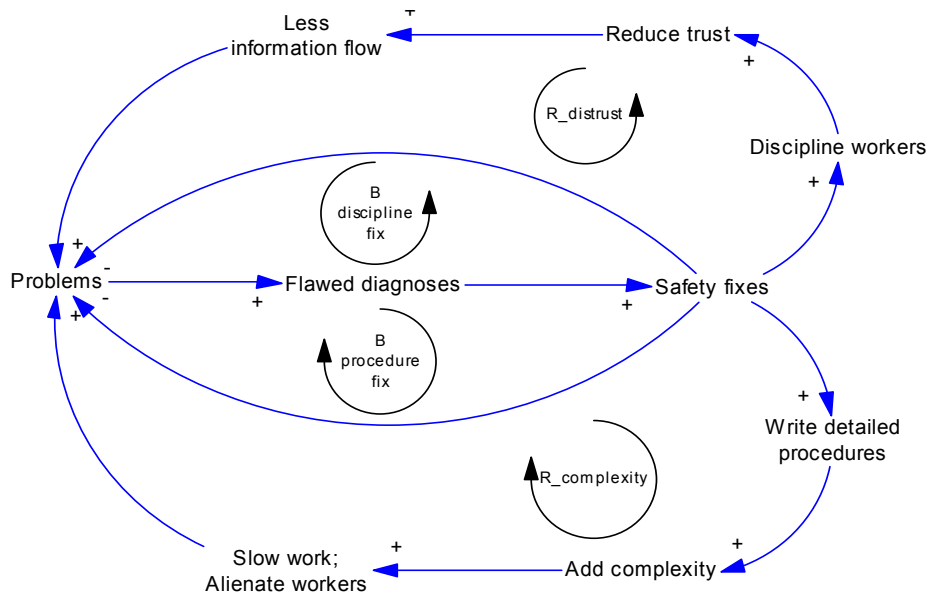 Less
information flow
+
Reduce trust
+
R_distrust
Discipline workers
+
B
discipline
fix
+
-
Problems
Flawed diagnoses
Safety fixes
+
+
-
+
B
procedure
fix
+
Write detailed
procedures
R_complexity
+
+
Slow work;
Alienate workers
Add complexity